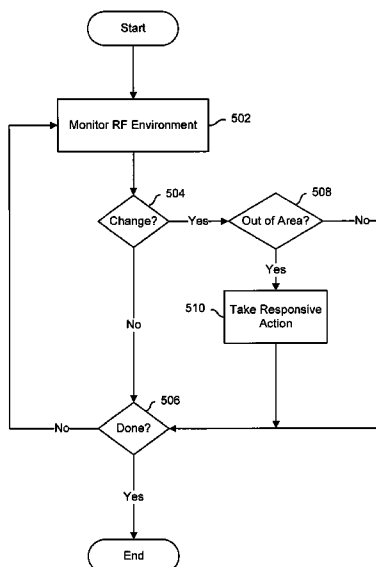 Start
Monitor RF Environment
502
504
Change?
Yes
508
Out of Area?
No
Yes
510
Take Responsive
Action
No
506
Done?
No
Yes
End